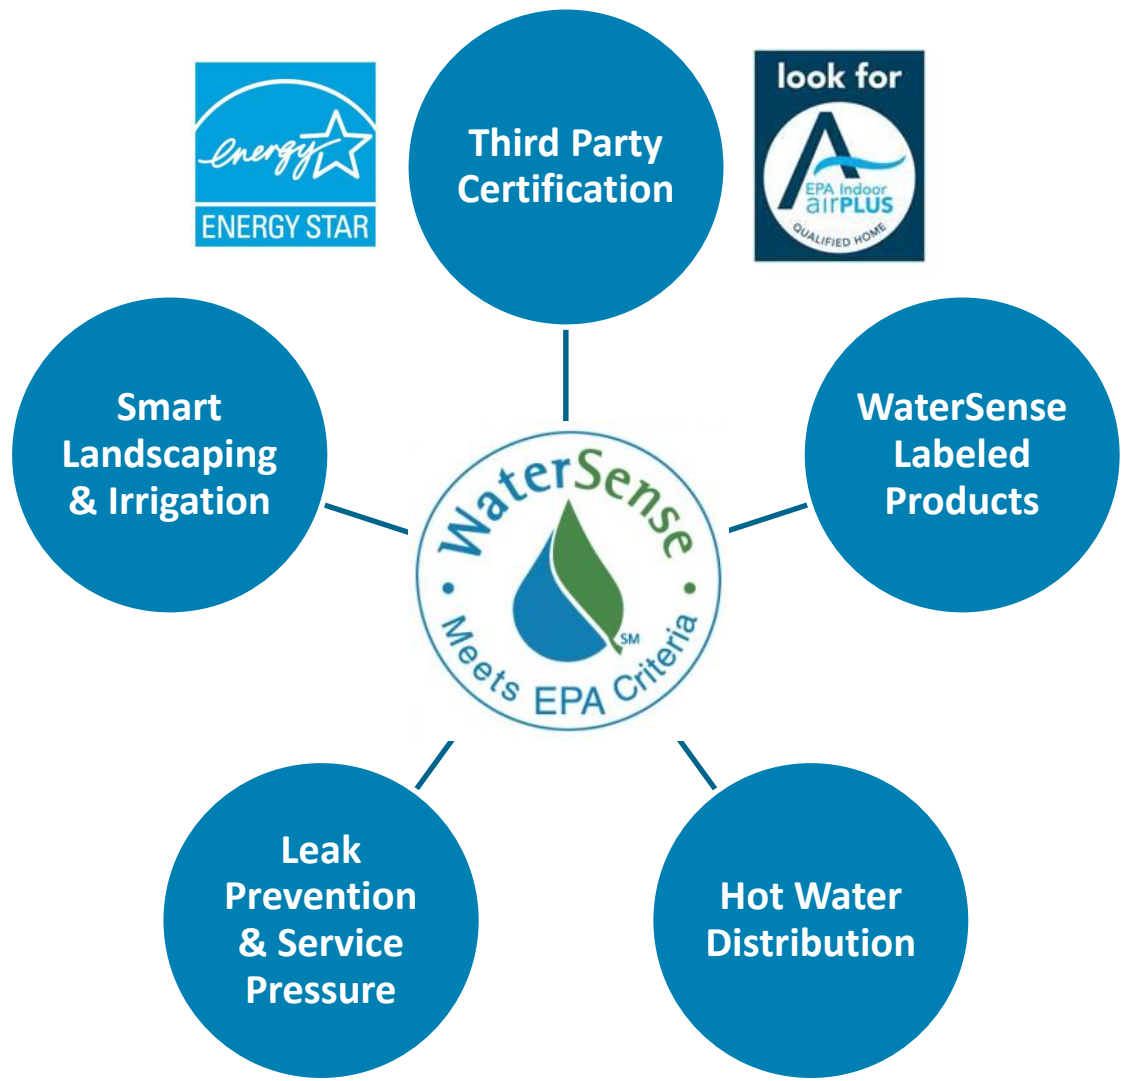 energy
ENERGY STAR
Third Party
Certification
look for
A
EPA Indoor
airPLUS
QUALIFIED HOME
Smart
Landscaping
& Irrigation
WaterSense
Labeled
Products
WaterSense
SM
• Meets EPA Criteria •
Leak
Prevention
& Service
Pressure
Hot Water
Distribution